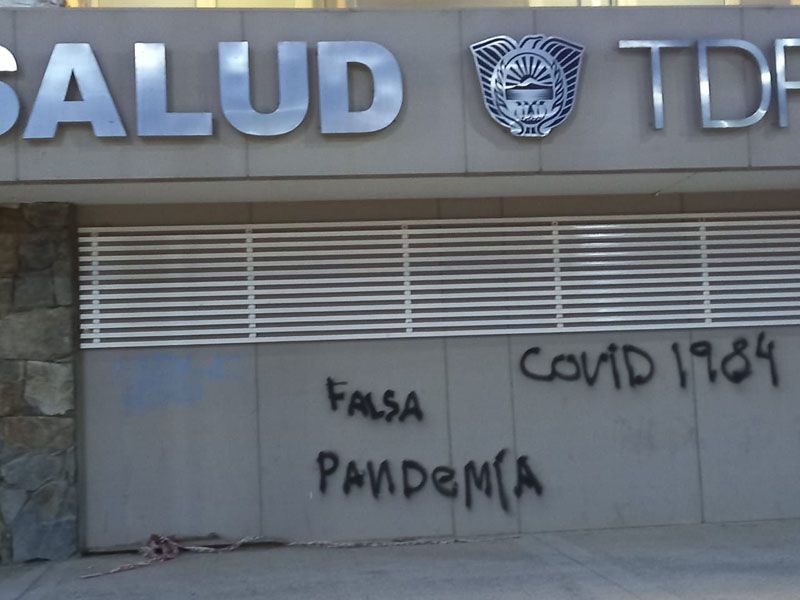 SALUD TDF
COVID 1984
FALSA
PANDEMÍA